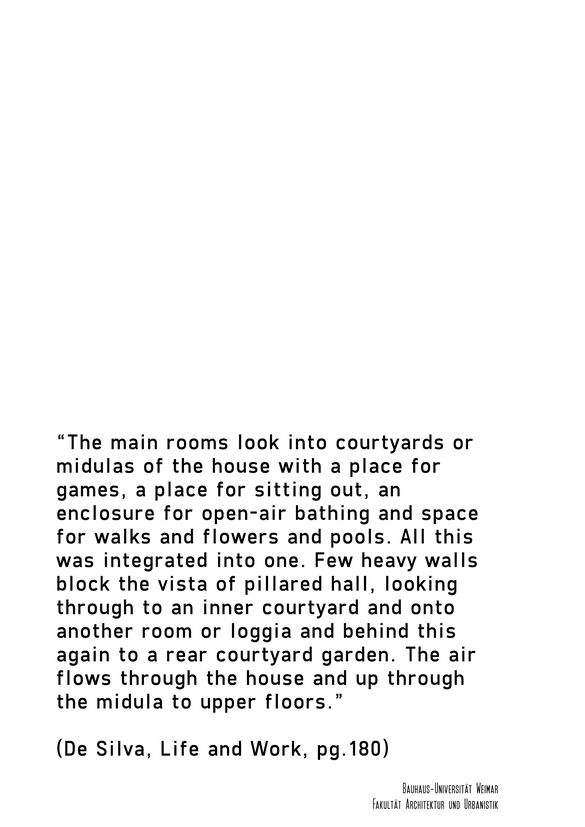 “The main rooms look into courtyards or
midulas of the house with a place for
games, a place for sitting out, an
enclosure for open-air bathing and space
for walks and flowers and pools. All this
was integrated into one. Few heavy walls
block the vista of pillared hall, looking
through to an inner courtyard and onto
another room or loggia and behind this
again to a rear courtyard garden. The air
flows through the house and up through
the midula to upper floors.”
(De Silva, Life and Work, pg.180)
Bauhaus-Universität Weimar
Fakultät Architektur und Urbanistik